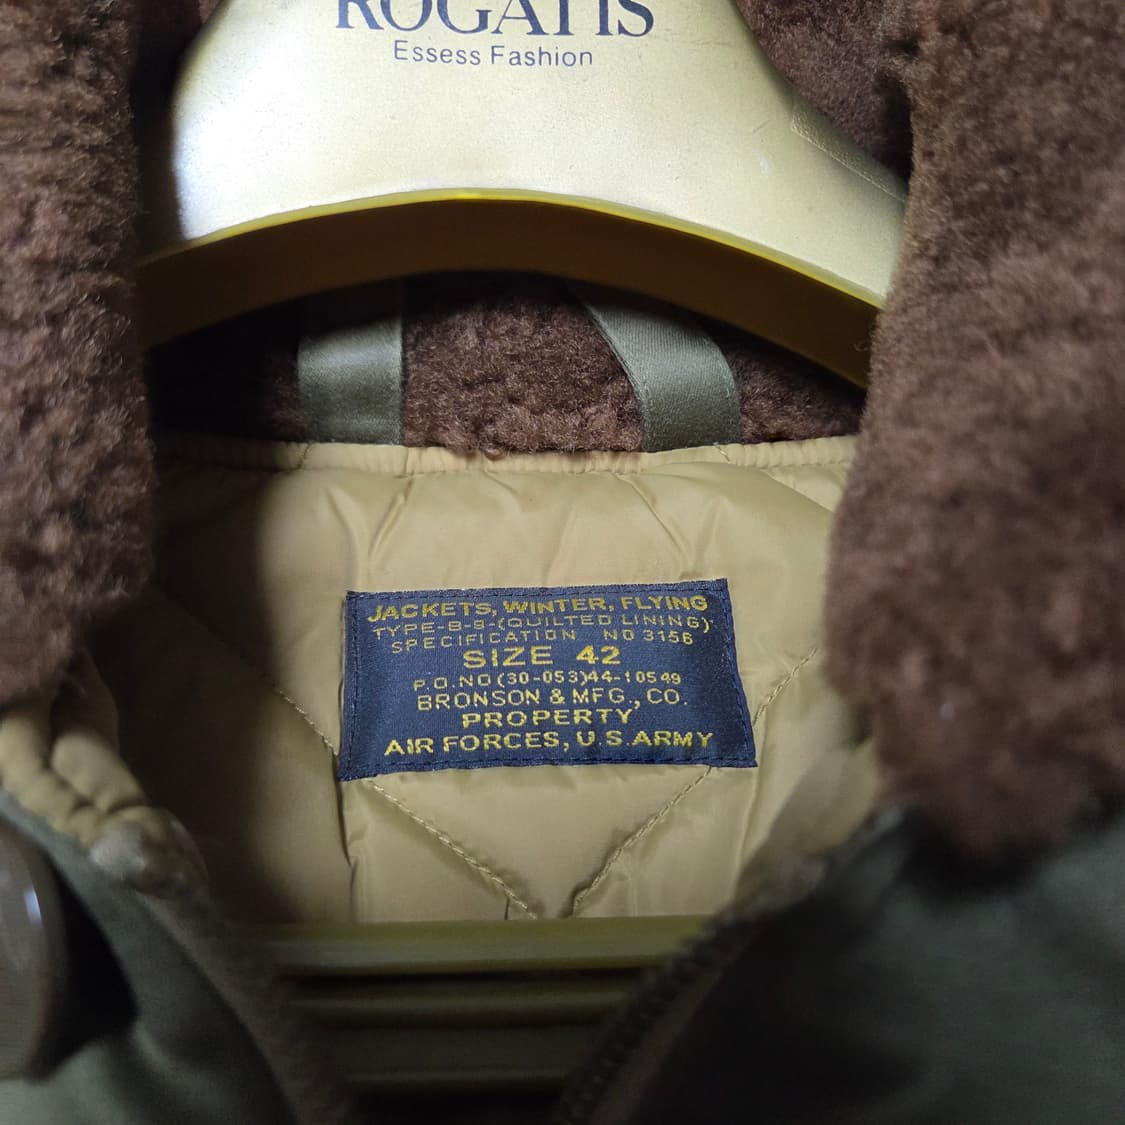 ROGATIS
Essess Fashion
JACKETS, WINTER, FLYING
TYPE-B-9-(QUILTED LINING)
SPECIFICATION NO 3156
SIZE 42
P.O.NO(30-053)44-10549
BRONSON & MFG., CO.
PROPERTY
AIR FORCES, U.S.ARMY